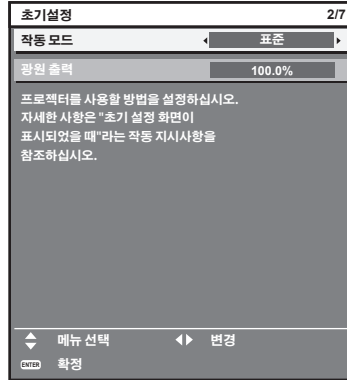 초기설정 2/7
작동 모드 표준
광원 출력 100.0%
프로젝터를 사용할 방법을 설정하십시오.
자세한 사항은 "초기 설정 화면이
표시되었을 때"라는 작동 지시사항을
참조하십시오.
메뉴 선택 변경
ENTER 확정